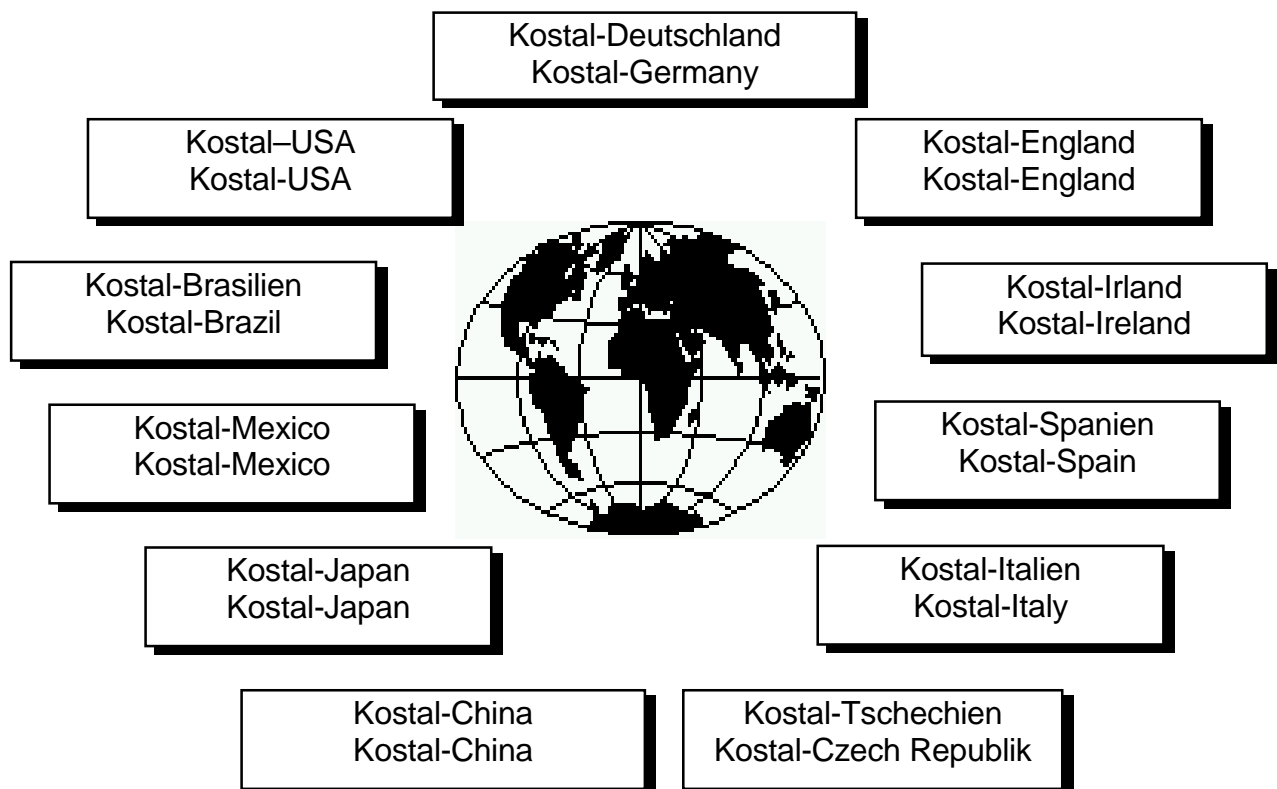 Kostal-Deutschland
Kostal-Germany
Kostal–USA
Kostal-USA
Kostal-England
Kostal-England
Kostal-Brasilien
Kostal-Brazil
Kostal-Irland
Kostal-Ireland
Kostal-Mexico
Kostal-Mexico
Kostal-Spanien
Kostal-Spain
Kostal-Japan
Kostal-Japan
Kostal-Italien
Kostal-Italy
Kostal-China
Kostal-China
Kostal-Tschechien
Kostal-Czech Republik